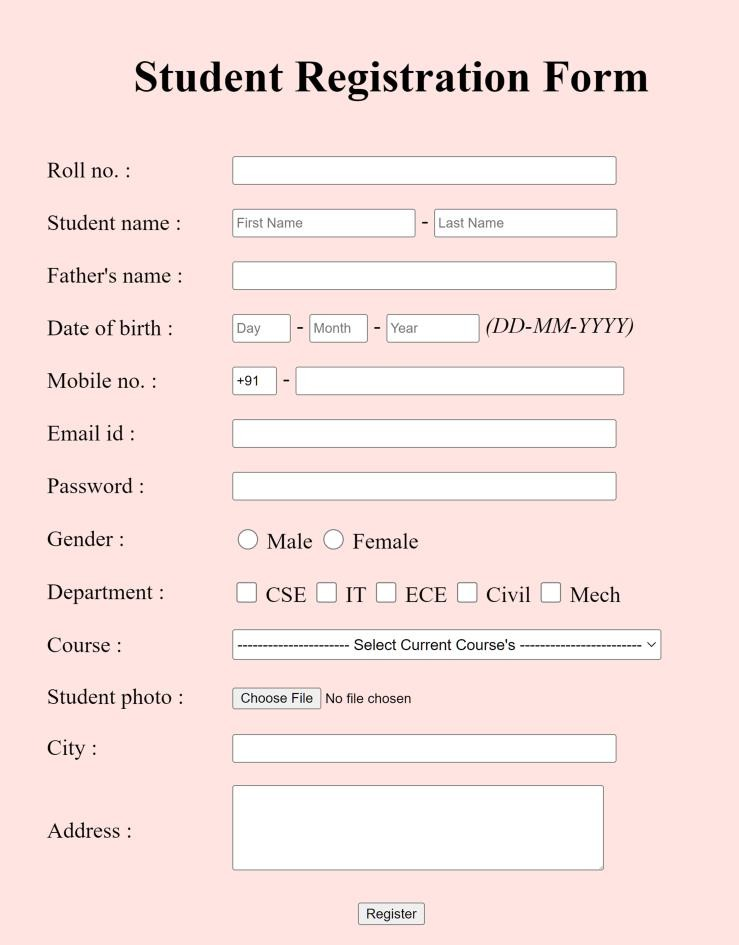 Student Registration Form
Roll no. :
Student name : First Name - Last Name
Father's name :
Date of birth : Day - Month - Year (DD-MM-YYYY)
Mobile no. : +91 -
Email id :
Password :
Gender : Male Female
Department : CSE IT ECE Civil Mech
Course : ---------------------- Select Current Course's ------------------------
Student photo : Choose File No file chosen
City :
Address :
Register